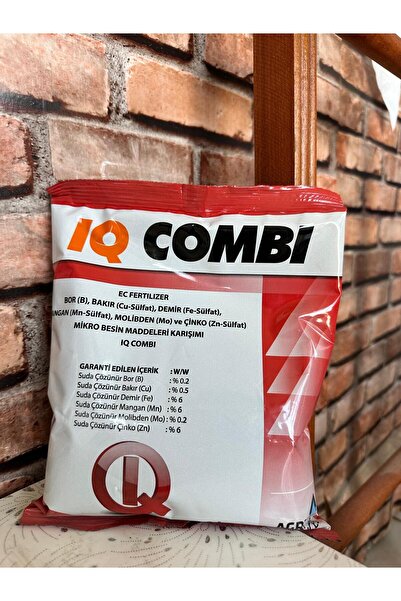 IQ COMBI
EC FERTILIZER
BOR (B), BAKIR (Cu-Sülfat), DEMİR (Fe-Sülfat),
(Mn-Sülfat), MOLİBDEN (Mo) ve ÇİNKO (Zn-Sülfat)
MİKRO BESİN MADDELERİ KARIŞIMI
IQ COMBI
GARANTİ EDİLEN İÇERİK : W/W
Suda Çözünür Bor (B) : % 0.2
Suda Çözünür Bakır (Cu) : % 0.5
Suda Çözünür Demir (Fe) : % 6
Suda Çözünür Mangan (Mn) : % 6
Suda Çözünür Molibden (Mo) : % 0.2
Suda Çözünür Çinko (Zn) : % 6
IQ